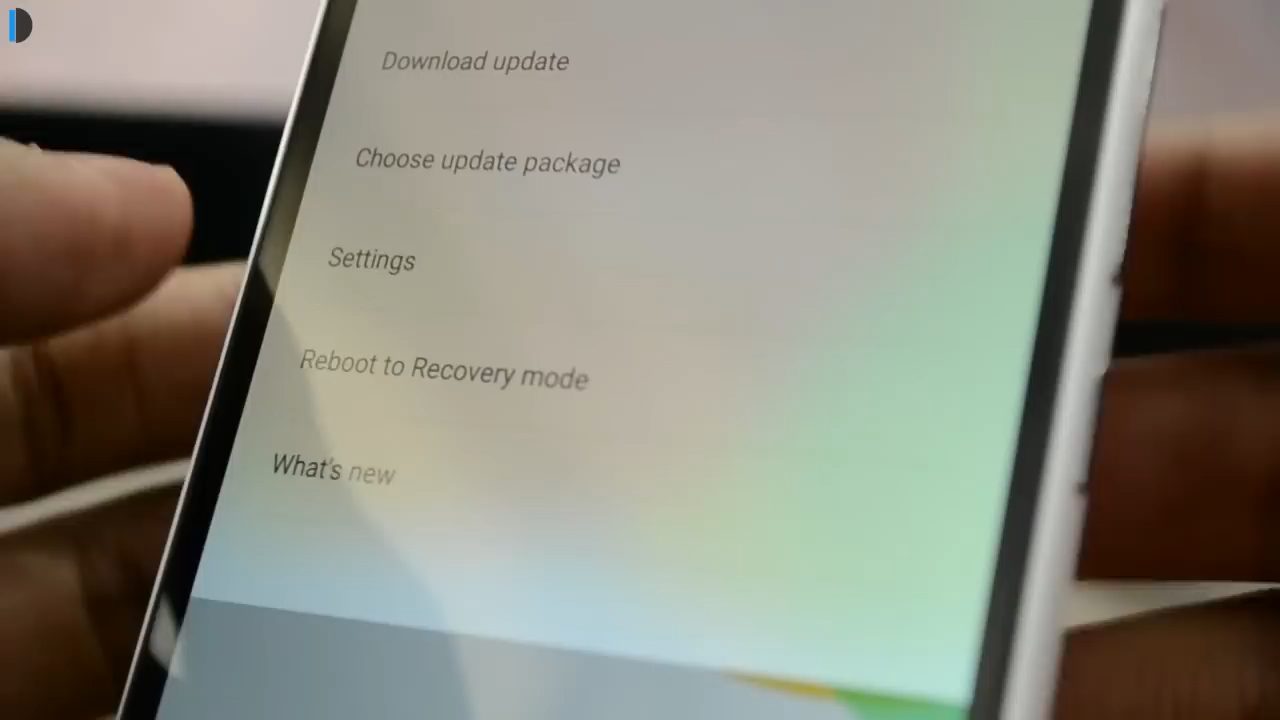 Download update
Choose update package
Settings
Reboot to Recovery mode
What's new